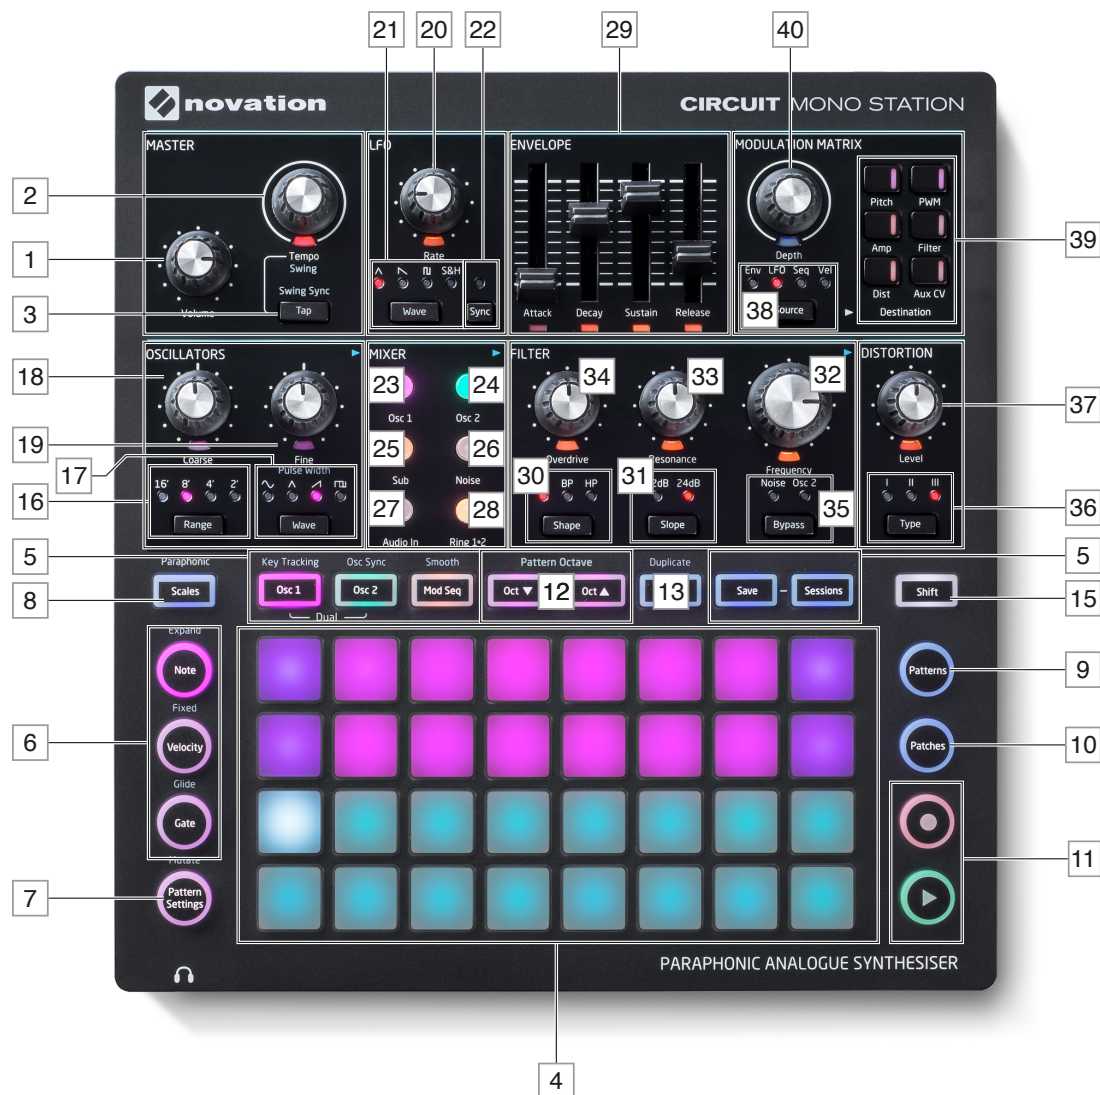 21 20 22 29 40
novation
CIRCUIT MONO STATION
MASTER
LFO
ENVELOPE
MODULATION MATRIX
2
1
3
Tempo
Swing
Swing Sync
Tap
Volume
Rate
S&H
Wave
Sync
Attack Decay Sustain Release
Depth
Env LFO Seq Vel
38
Pitch PWM
Amp Filter
Dist Aux CV
Destination
39
OSCILLATORS
MIXER
FILTER
DISTORTION
18
19
17
16
Coarse
Fine
Pulse Width
16' 8' 4' 2'
Range
Wave
23 24
Osc 1 Osc 2
25 26
Sub Noise
27 28
Audio In Ring 1*2
34
33
32
Overdrive
Resonance
Frequency
30
BP HP
Shape
31
24dB
Slope
Noise Osc 2
Bypass
35
Level
37
I II III
Type
36
5
5
Paraphonic
Scales
8
Key Tracking
Osc 1
Osc Sync
Osc 2
Dual
Smooth
Mod Seq
Pattern Octave
Oct ▼
12
Oct ▲
Duplicate
13
Save
Sessions
Shift
15
Expand
Note
Fixed
Velocity
6
Glide
Gate
Mutate
Pattern
Settings
7
Patterns
9
Patches
10
11
PARAPHONIC ANALOGUE SYNTHESISER
4